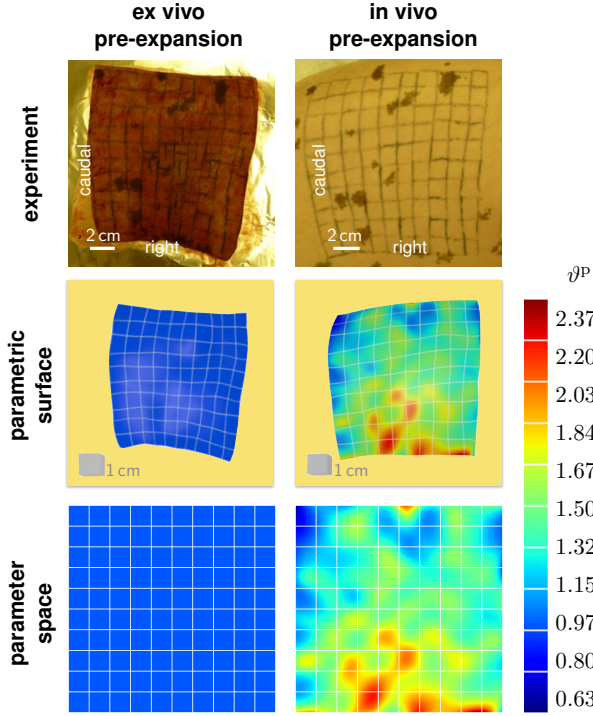 ex vivo
pre-expansion
in vivo
pre-expansion
experiment
caudal
2 cm
right
caudal
2 cm
right
parametric
surface
1 cm
1 cm
parameter
space
ϑᵖ
2.37
2.20
2.03
1.84
1.67
1.50
1.32
1.15
0.97
0.80
0.63